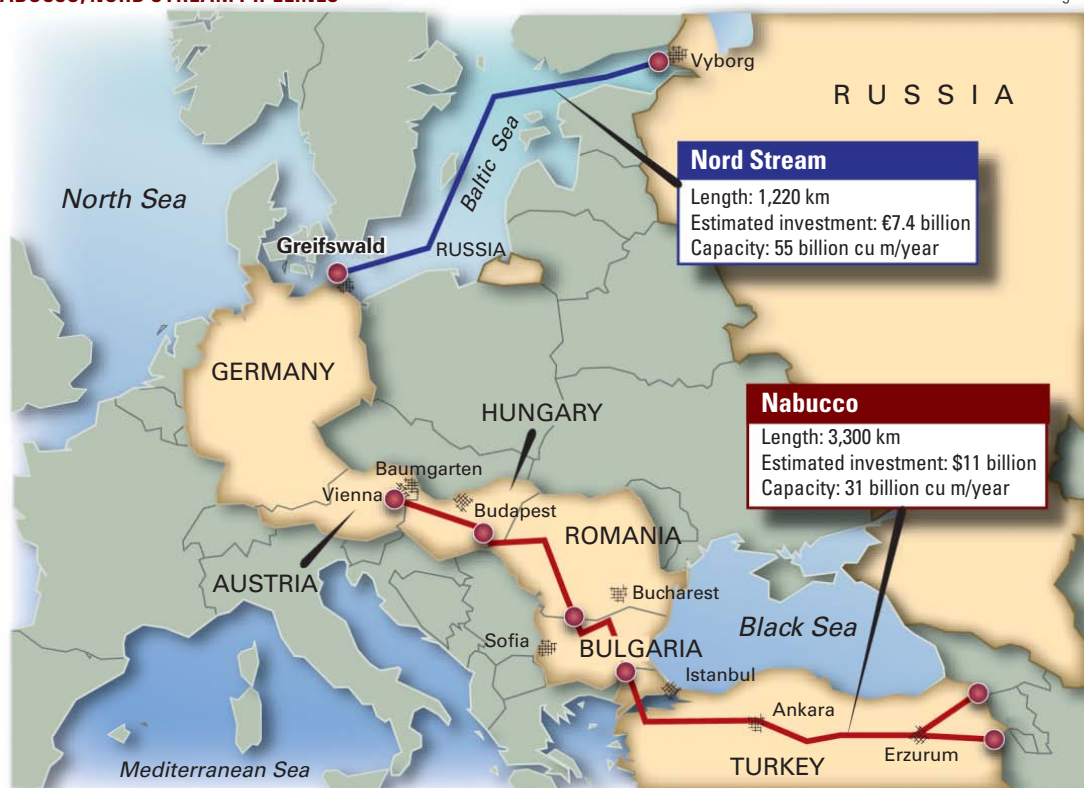 Vyborg
R U S S I A
Baltic Sea
Nord Stream
Length: 1,220 km
Estimated investment: €7.4 billion
Capacity: 55 billion cu m/year
North Sea
Greifswald
RUSSIA
GERMANY
HUNGARY
Nabucco
Length: 3,300 km
Estimated investment: $11 billion
Capacity: 31 billion cu m/year
Baumgarten
Vienna
Budapest
ROMANIA
AUSTRIA
Bucharest
Black Sea
Sofia
BULGARIA
Istanbul
Ankara
Erzurum
Mediterranean Sea
TURKEY